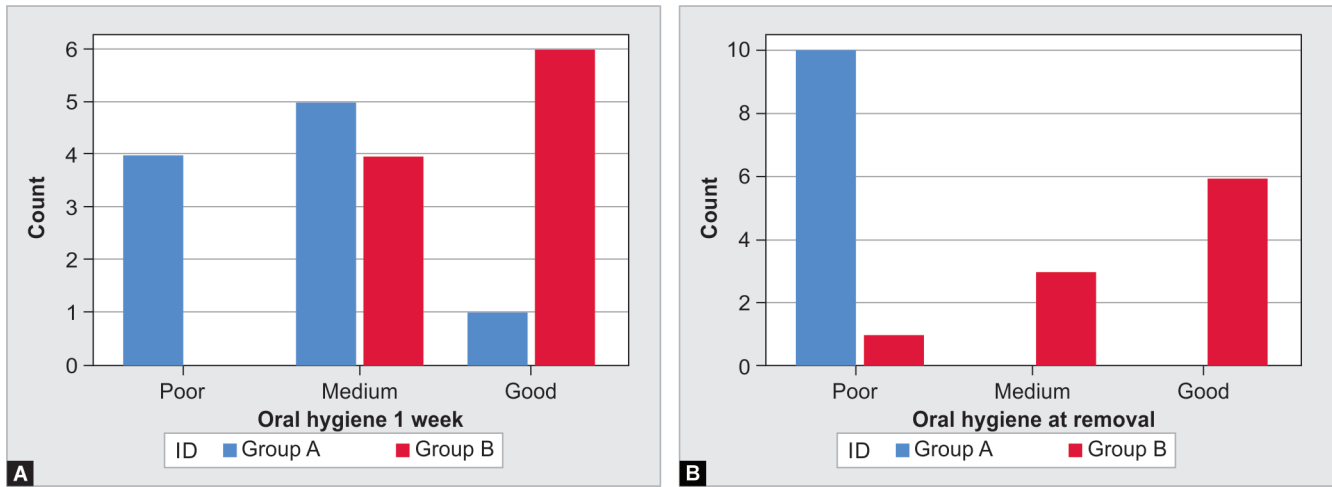 6
5
4
3
2
1
0
Count
Poor Medium Good
Oral hygiene 1 week
ID Group A Group B
A
10
8
6
4
2
0
Count
Poor Medium Good
Oral hygiene at removal
ID Group A Group B
B